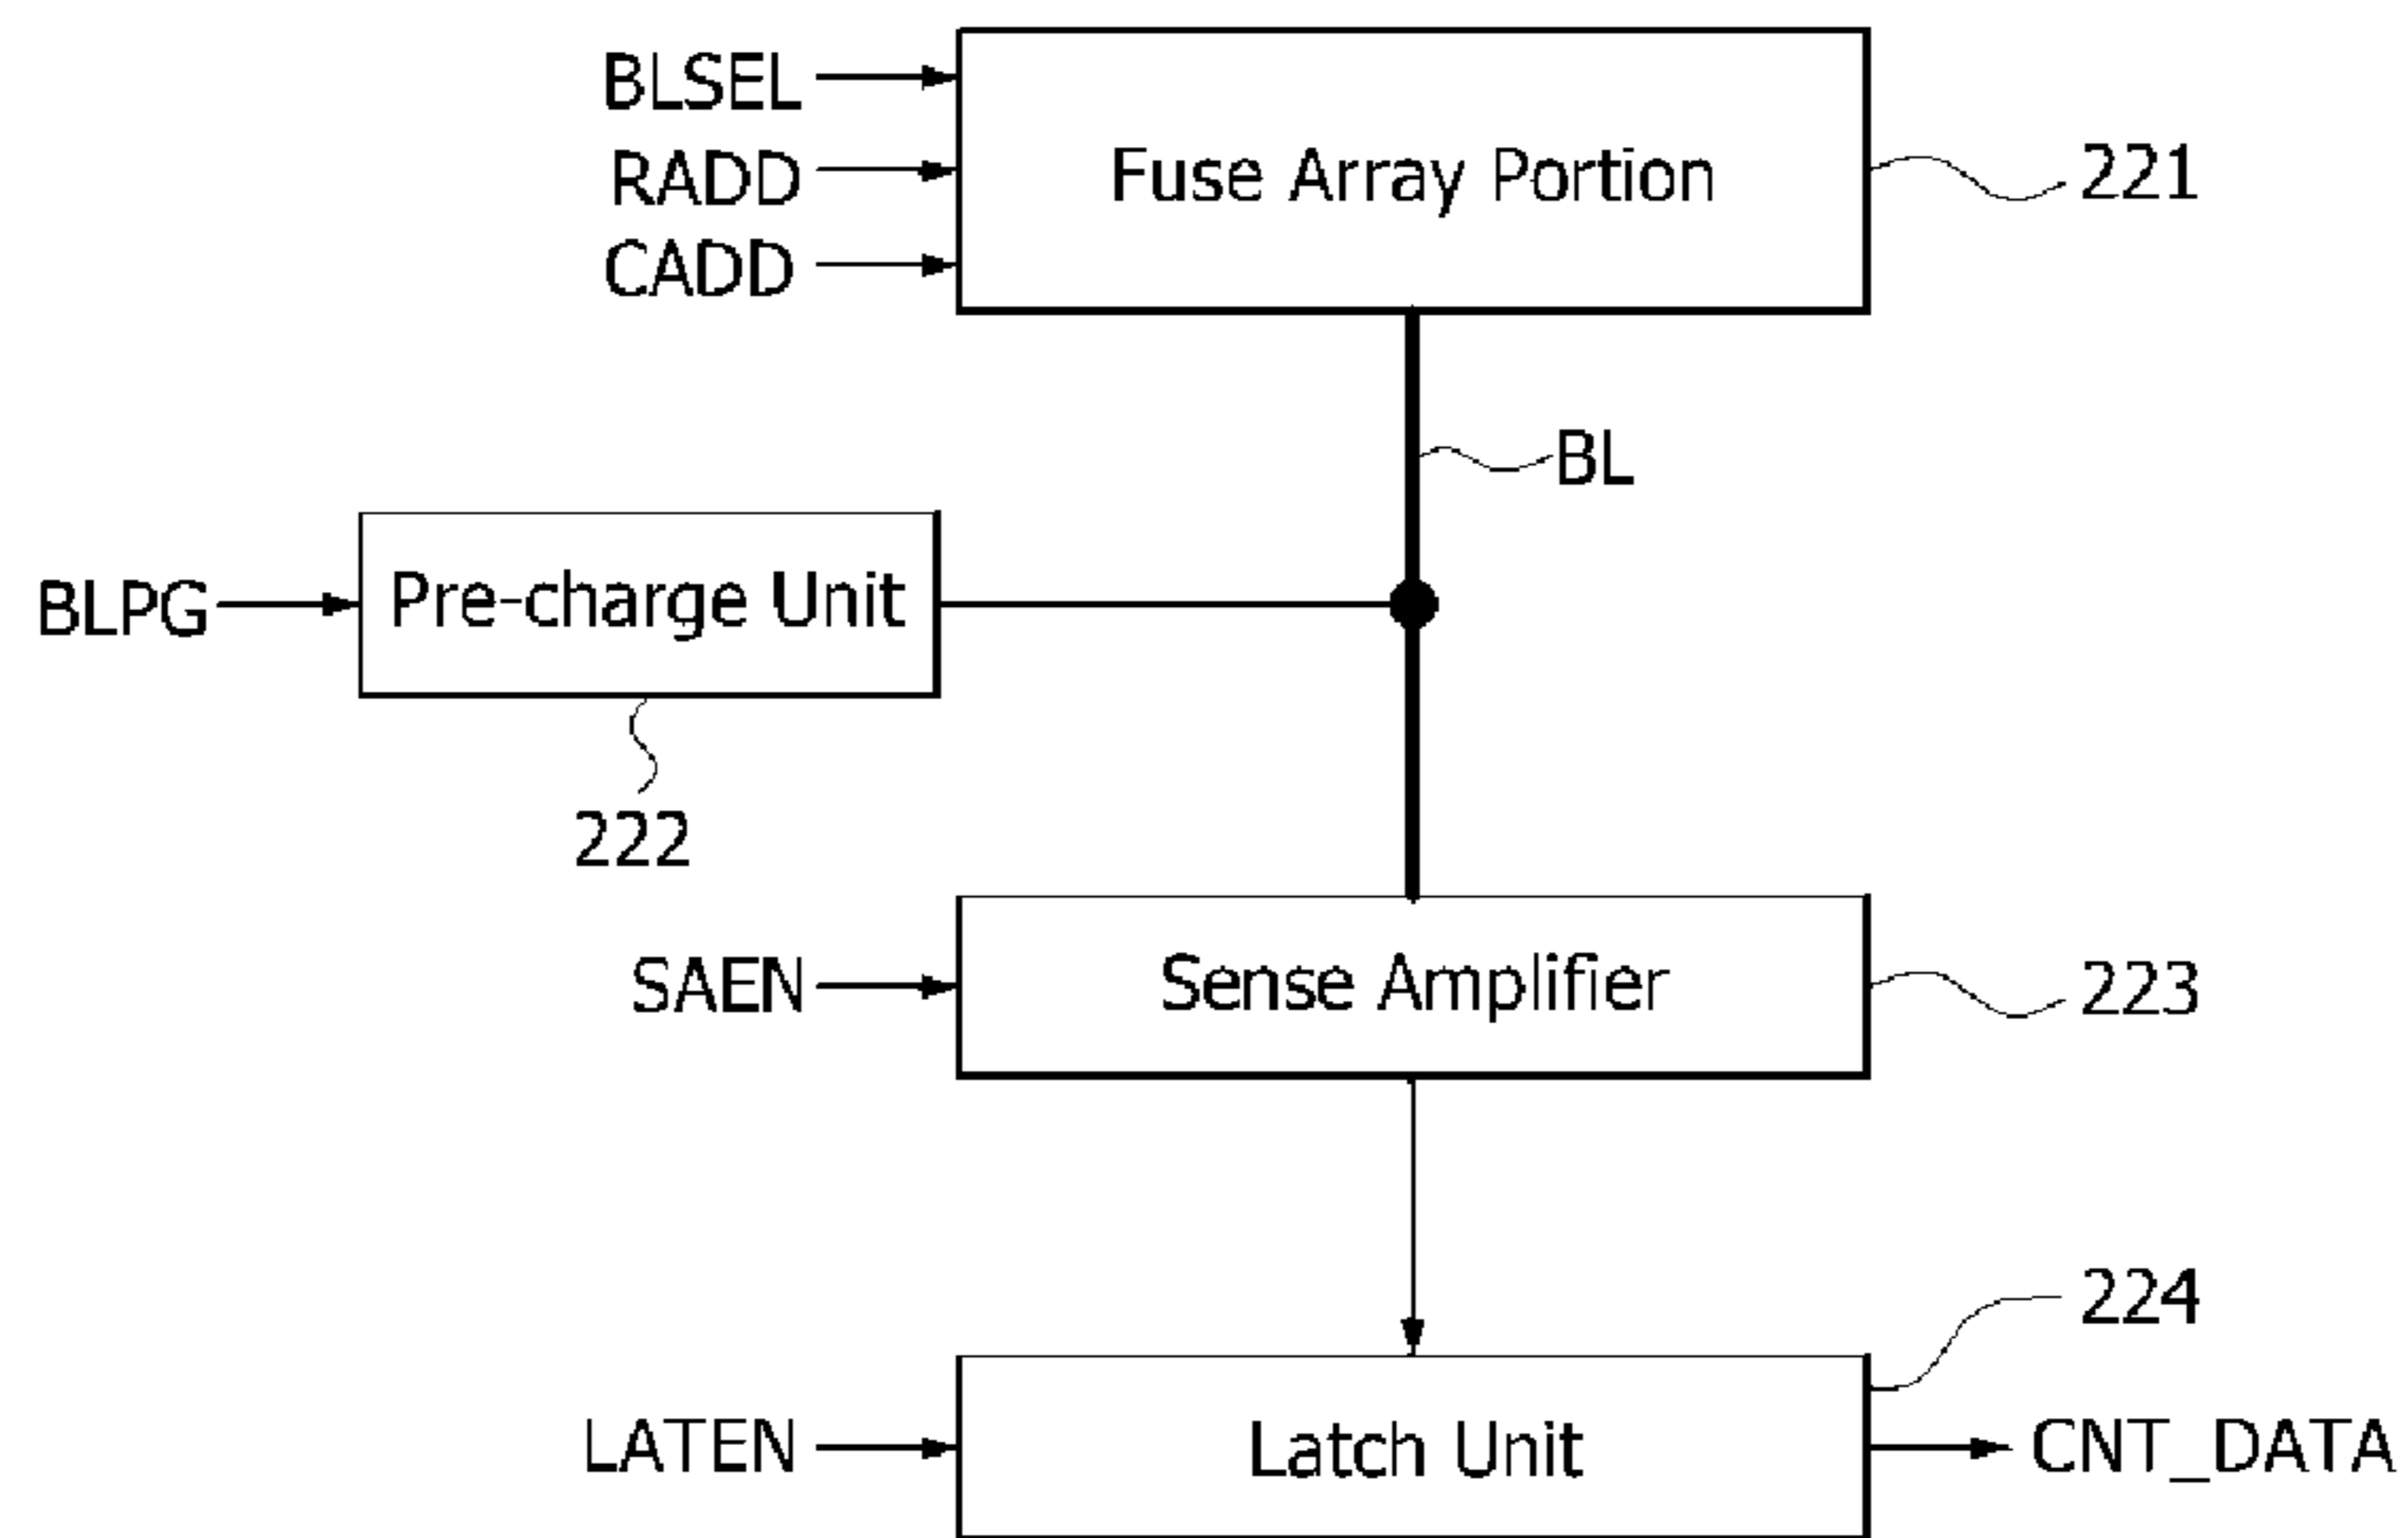 BLSEL
RADD
CADD
Fuse Array Portion
221
BL
BLPG
Pre-charge Unit
222
SAEN
Sense Amplifier
223
224
LATEN
Latch Unit
CNT_DATA